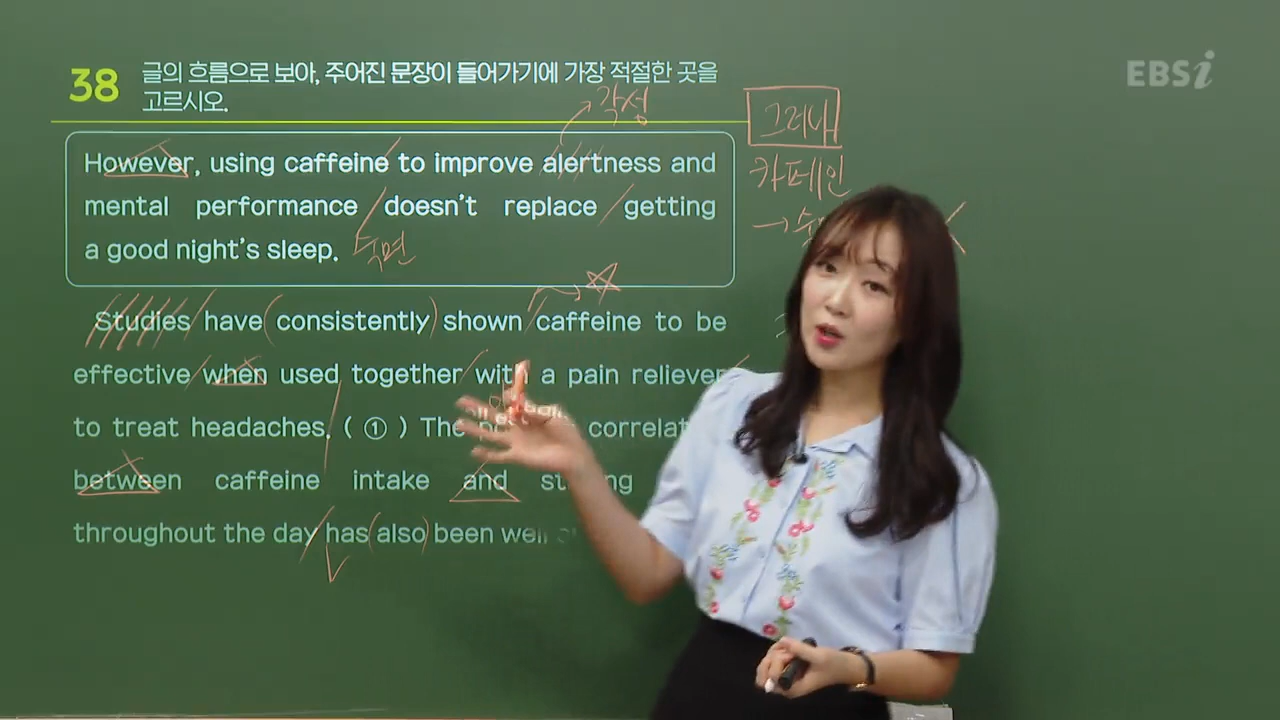 38 글의 흐름으로 보아, 주어진 문장이 들어가기에 가장 적절한 곳을
고르시오.
EBSi
각성
그러나
However, using caffeine to improve alertness and
카페인
mental performance doesn't replace getting
a good night's sleep.
수면
Studies have (consistently) shown caffeine to be
effective when used together with a pain reliever
to treat headaches. ( ① ) The
between caffeine intake and
throughout the day has (also) been well